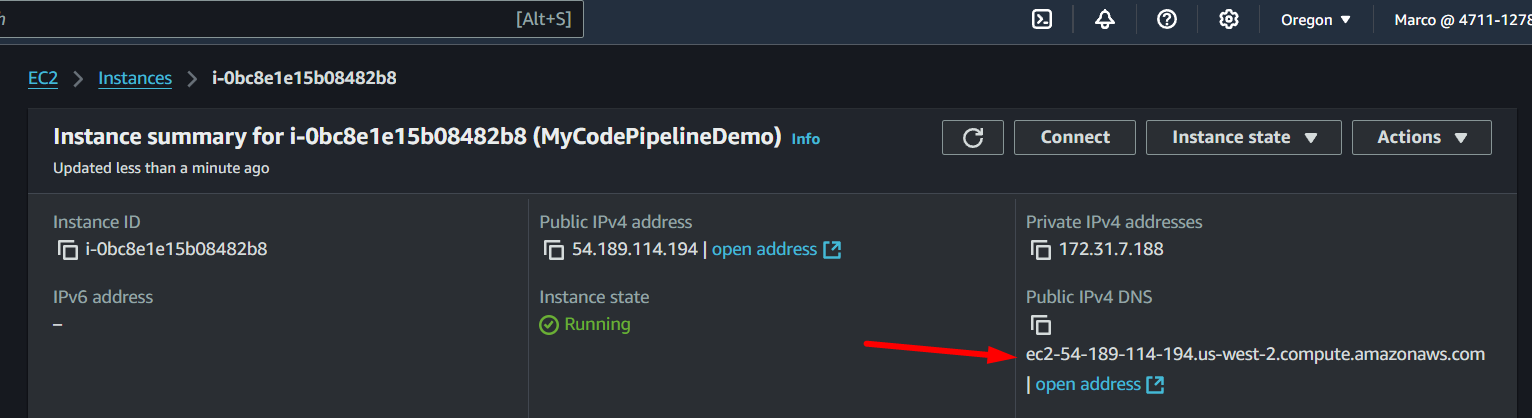 [Alt+S]
Oregon ▼
Marco @ 4711-1278
EC2 > Instances > i-0bc8e1e15b08482b8
Instance summary for i-0bc8e1e15b08482b8 (MyCodePipelineDemo) Info
Updated less than a minute ago
Connect
Instance state ▼
Actions ▼
Instance ID
i-0bc8e1e15b08482b8
Public IPv4 address
54.189.114.194 | open address
Private IPv4 addresses
172.31.7.188
IPv6 address
–
Instance state
Running
Public IPv4 DNS
ec2-54-189-114-194.us-west-2.compute.amazonaws.com
| open address